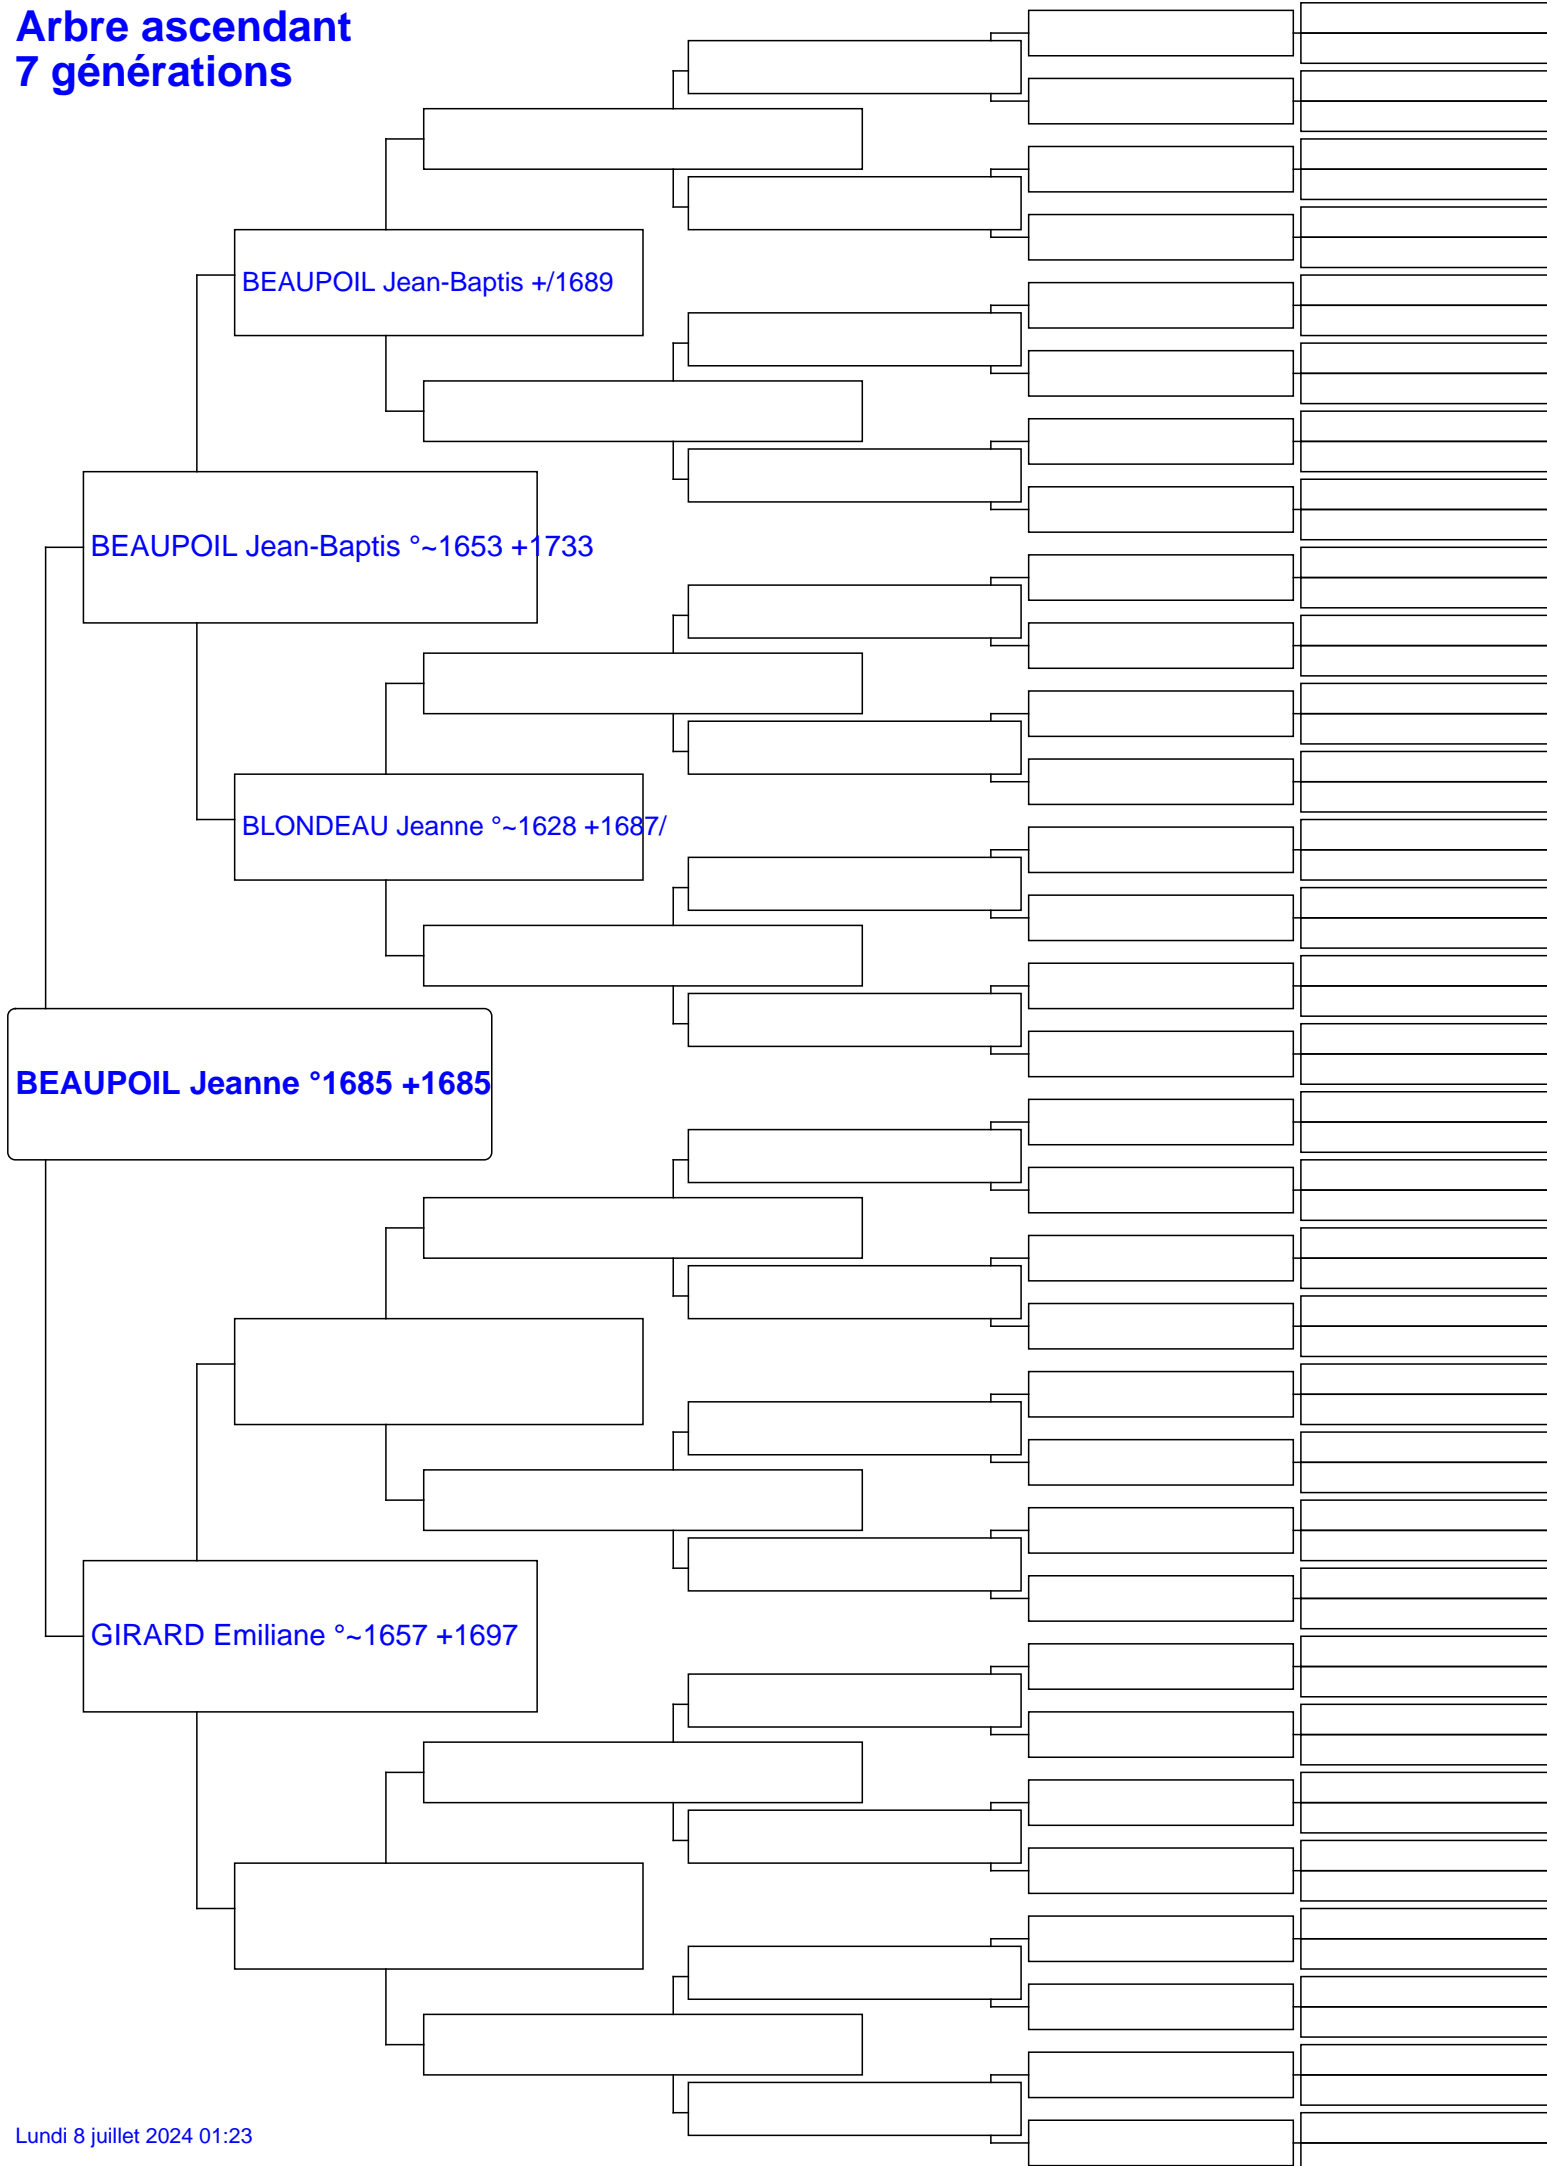 Arbre ascendant
7 générations
BEAUPOIL Jean-Baptis +/1689
BEAUPOIL Jean-Baptis °~1653 +1733
BLONDEAU Jeanne °~1628 +1687/
BEAUPOIL Jeanne °1685 +1685
GIRARD Emiliane °~1657 +1697
Lundi 8 juillet 2024 01:23